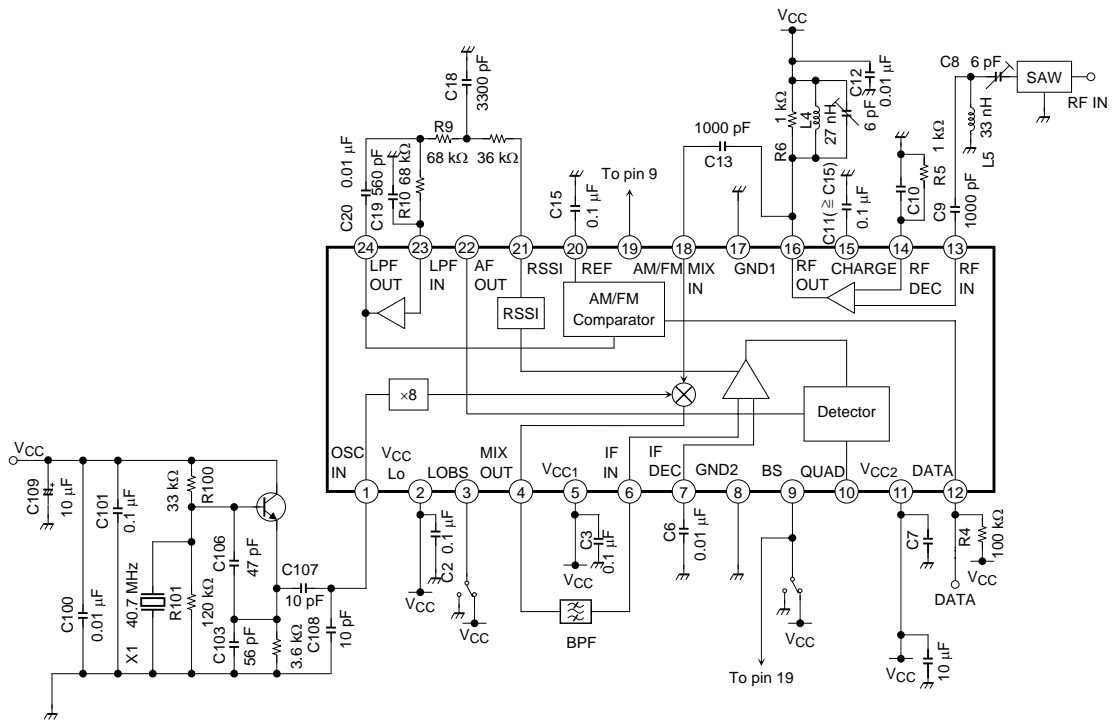 VCC
C18
3300 pF
R9
68 kΩ
36 kΩ
C20
0.01 μF
C19
560 pF
R10
68 kΩ
C15
0.1 μF
To pin 9
1000 pF
C13
R6
1 kΩ
L4
27 nH
6 pF
C12
0.01 μF
C11(≥ C15)
0.1 μF
C10
R5
1 kΩ
C9
1000 pF
C8
6 pF
33 nH
L5
SAW
RF IN
24
23
22
21
20
19
18
17
16
15
14
13
LPF OUT
LPF IN
AF OUT
RSSI
REF
AM/FM
MIX IN
GND1
RF OUT
CHARGE
RF DEC
RF IN
RSSI
AM/FM
Comparator
×8
Detector
OSC IN
VCC Lo
LOBS
MIX OUT
VCC1
IF IN
IF DEC
GND2
BS
QUAD
VCC2
DATA
1
2
3
4
5
6
7
8
9
10
11
12
VCC
C109
10 μF
C100
0.01 μF
C101
0.1 μF
X1
40.7 MHz
R100
33 kΩ
R101
120 kΩ
C106
47 pF
C103
56 pF
3.6 kΩ
C107
10 pF
C108
10 pF
C2
0.1 μF
VCC
VCC
C3
0.1 μF
VCC
BPF
C6
0.01 μF
VCC
To pin 19
C7
VCC
10 μF
R4
100 kΩ
VCC
DATA